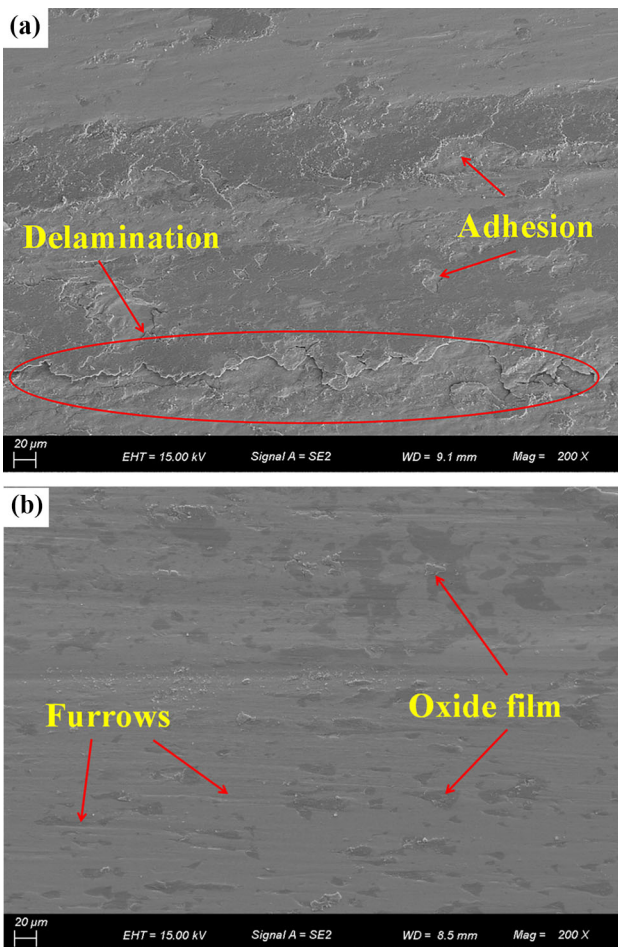 (a)
Delamination
Adhesion
20 µm
EHT = 15.00 kV Signal A = SE2 WD = 9.1 mm Mag = 200 X
(b)
Furrows
Oxide film
20 µm
EHT = 15.00 kV Signal A = SE2 WD = 8.5 mm Mag = 200 X